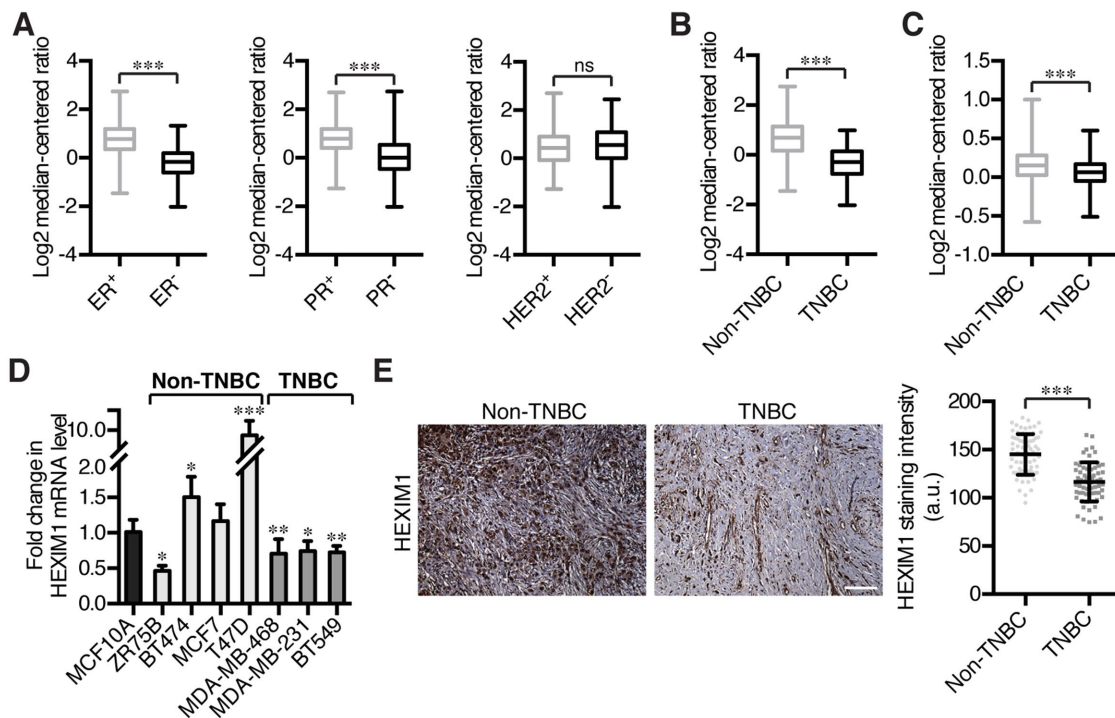 A
Log2 median-centered ratio
4
2
0
-2
-4
***
ER+
ER-
Log2 median-centered ratio
4
2
0
-2
-4
***
PR+
PR-
Log2 median-centered ratio
4
2
0
-2
-4
ns
HER2+
HER2-
B
Log2 median-centered ratio
4
2
0
-2
-4
***
Non-TNBC
TNBC
C
Log2 median-centered ratio
1.5
1.0
0.5
0.0
-0.5
-1.0
***
Non-TNBC
TNBC
D
Non-TNBC
TNBC
Fold change in
HEXIM1 mRNA level
10.0
2.0
1.5
1.0
0.5
0.0
*
*
***
**
*
**
MCF10A
ZR75B
BT474
MCF7
T47D
MDA-MB-468
MDA-MB-231
BT549
E
Non-TNBC
TNBC
HEXIM1
HEXIM1 staining intensity
(a.u.)
200
150
100
50
0
***
Non-TNBC
TNBC